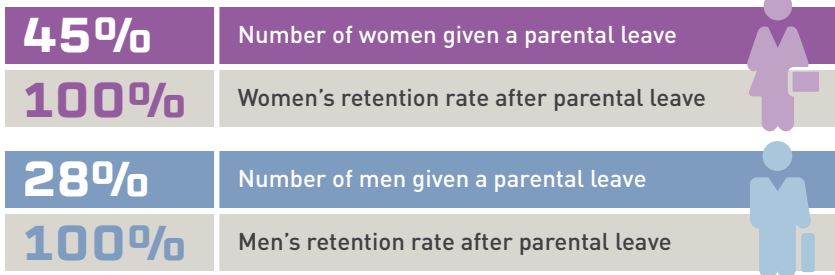 45% Number of women given a parental leave
100% Women's retention rate after parental leave
28% Number of men given a parental leave
100% Men's retention rate after parental leave